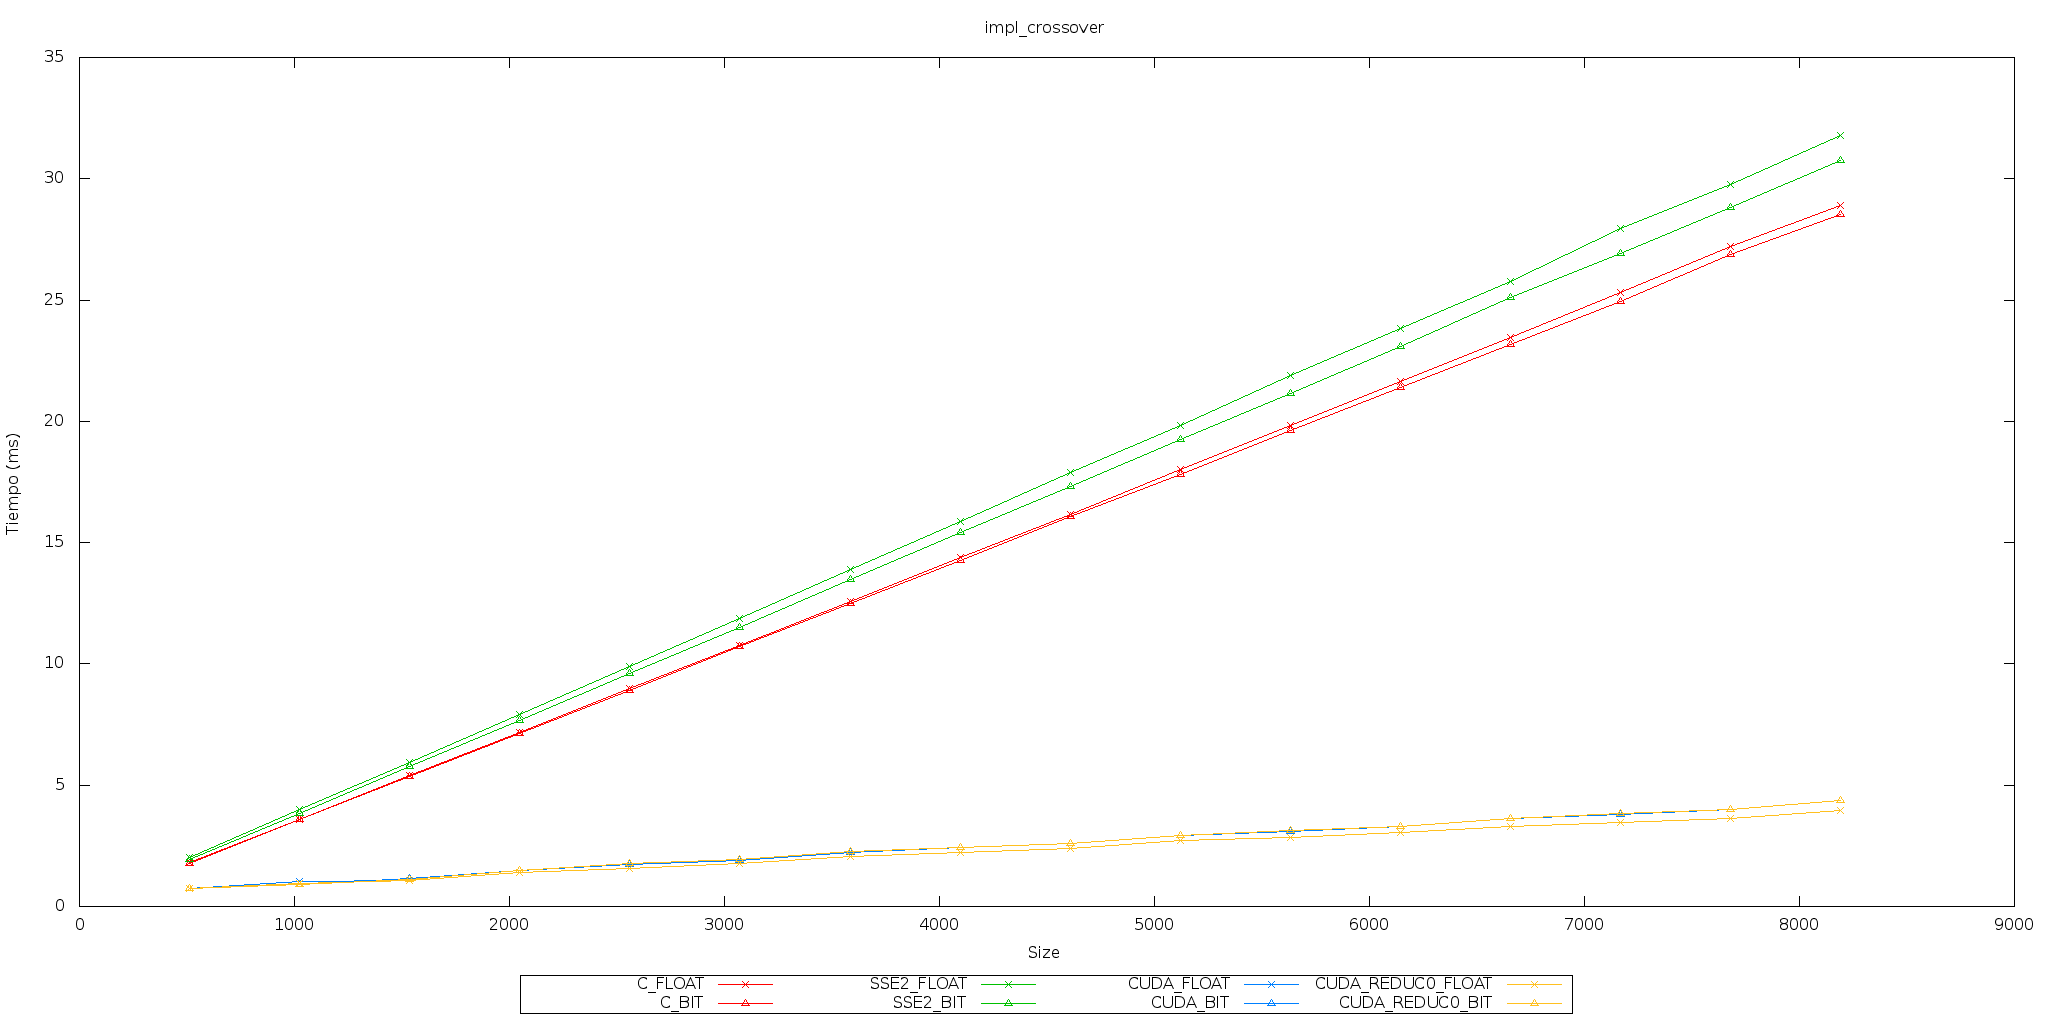 impl_crossover
35
30
25
20
15
10
5
0
Tiempo (ms)
0 1000 2000 3000 4000 5000 6000 7000 8000 9000
Size
C_FLOAT SSE2_FLOAT CUDA_FLOAT CUDA_REDUC0_FLOAT
C_BIT SSE2_BIT CUDA_BIT CUDA_REDUC0_BIT